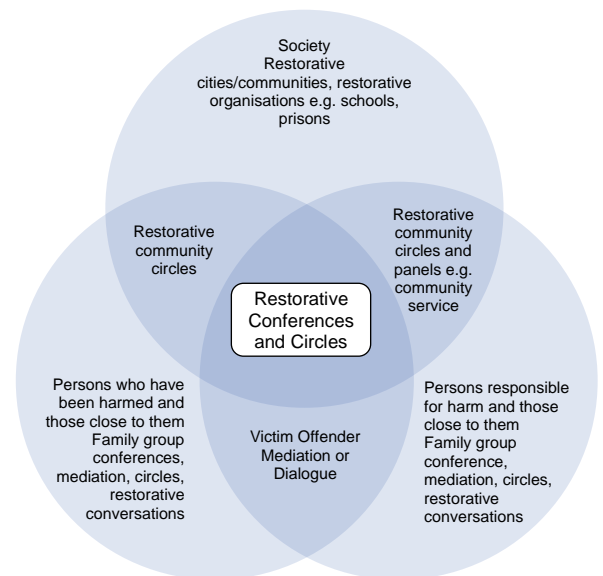 Society
Restorative
cities/communities, restorative
organisations e.g. schools,
prisons
Restorative
community
circles
Restorative
community
circles and
panels e.g.
community
service
Restorative
Conferences
and Circles
Persons who have
been harmed and
those close to them
Family group
conferences,
mediation, circles,
restorative
conversations
Victim Offender
Mediation or
Dialogue
Persons responsible
for harm and those
close to them
Family group
conference,
mediation, circles,
restorative
conversations